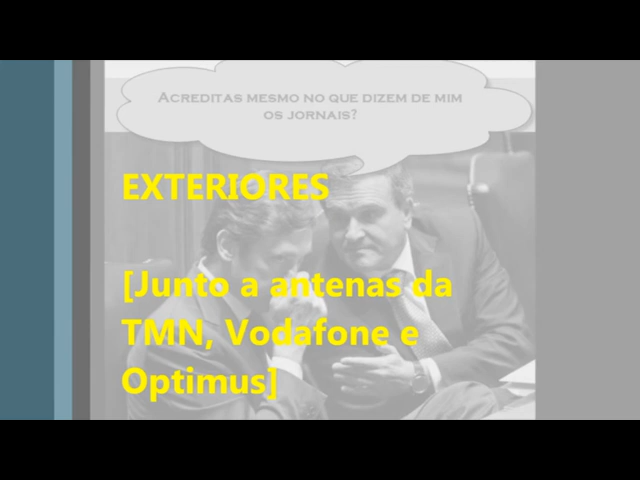 ACREDITAS MESMO NO QUE DIZEM DE MIM
OS JORNAIS?
EXTERIORES
[Junto a antenas da
TMN, Vodafone e
Optimus]